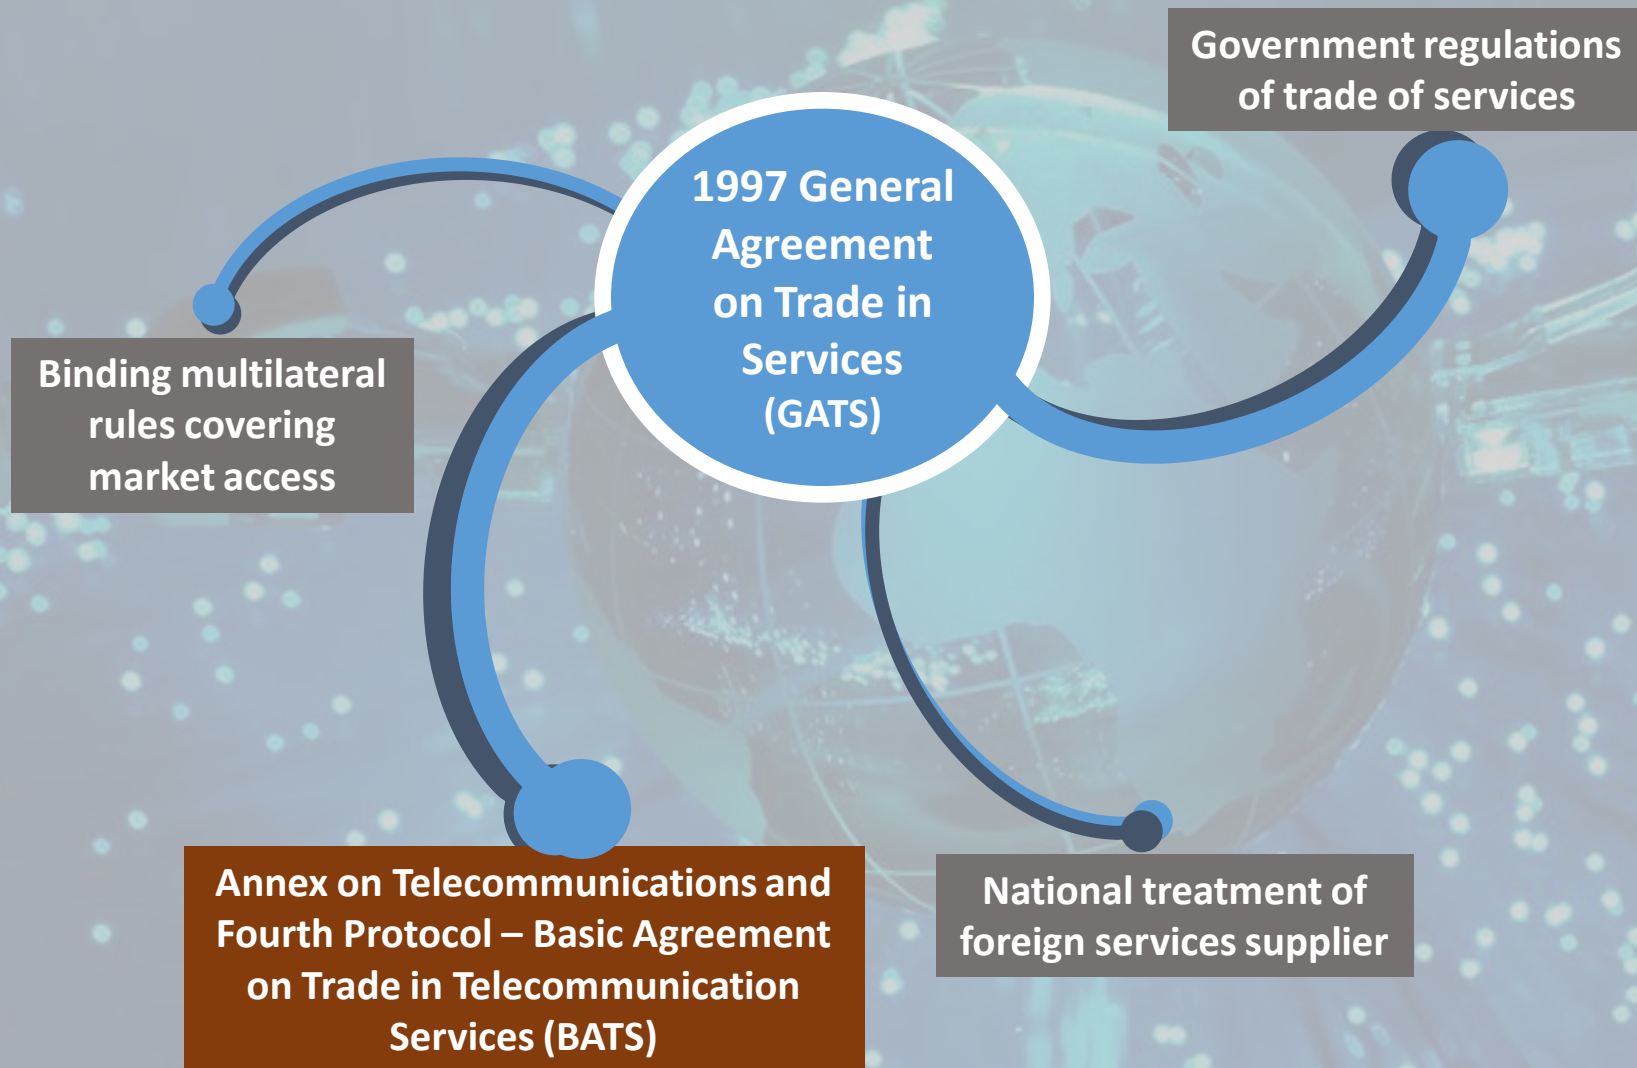 Government regulations
of trade of services
1997 General
Agreement
on Trade in
Services
(GATS)
Binding multilateral
rules covering
market access
Annex on Telecommunications and
Fourth Protocol – Basic Agreement
on Trade in Telecommunication
Services (BATS)
National treatment of
foreign services supplier